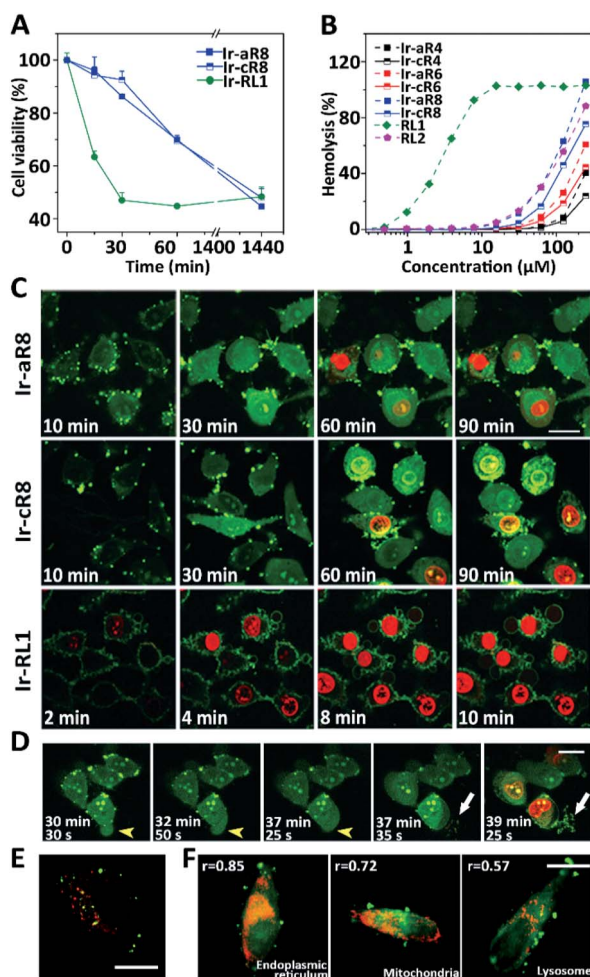 A
B
Ir-aR8
Ir-cR8
Ir-RL1
100
80
60
40
Cell viability (%)
0
30
60
1400
1440
Time (min)
Ir-aR4
Ir-cR4
Ir-aR6
Ir-cR6
Ir-aR8
Ir-cR8
RL1
RL2
120
80
40
0
Hemolysis (%)
1
10
100
Concentration (μM)
C
Ir-aR8
10 min
30 min
60 min
90 min
Ir-cR8
10 min
30 min
60 min
90 min
Ir-RL1
2 min
4 min
8 min
10 min
D
30 min
30 s
32 min
50 s
37 min
25 s
37 min
35 s
39 min
25 s
E
F
r=0.85
Endoplasmic
reticulum
r=0.72
Mitochondria
r=0.57
Lysosome